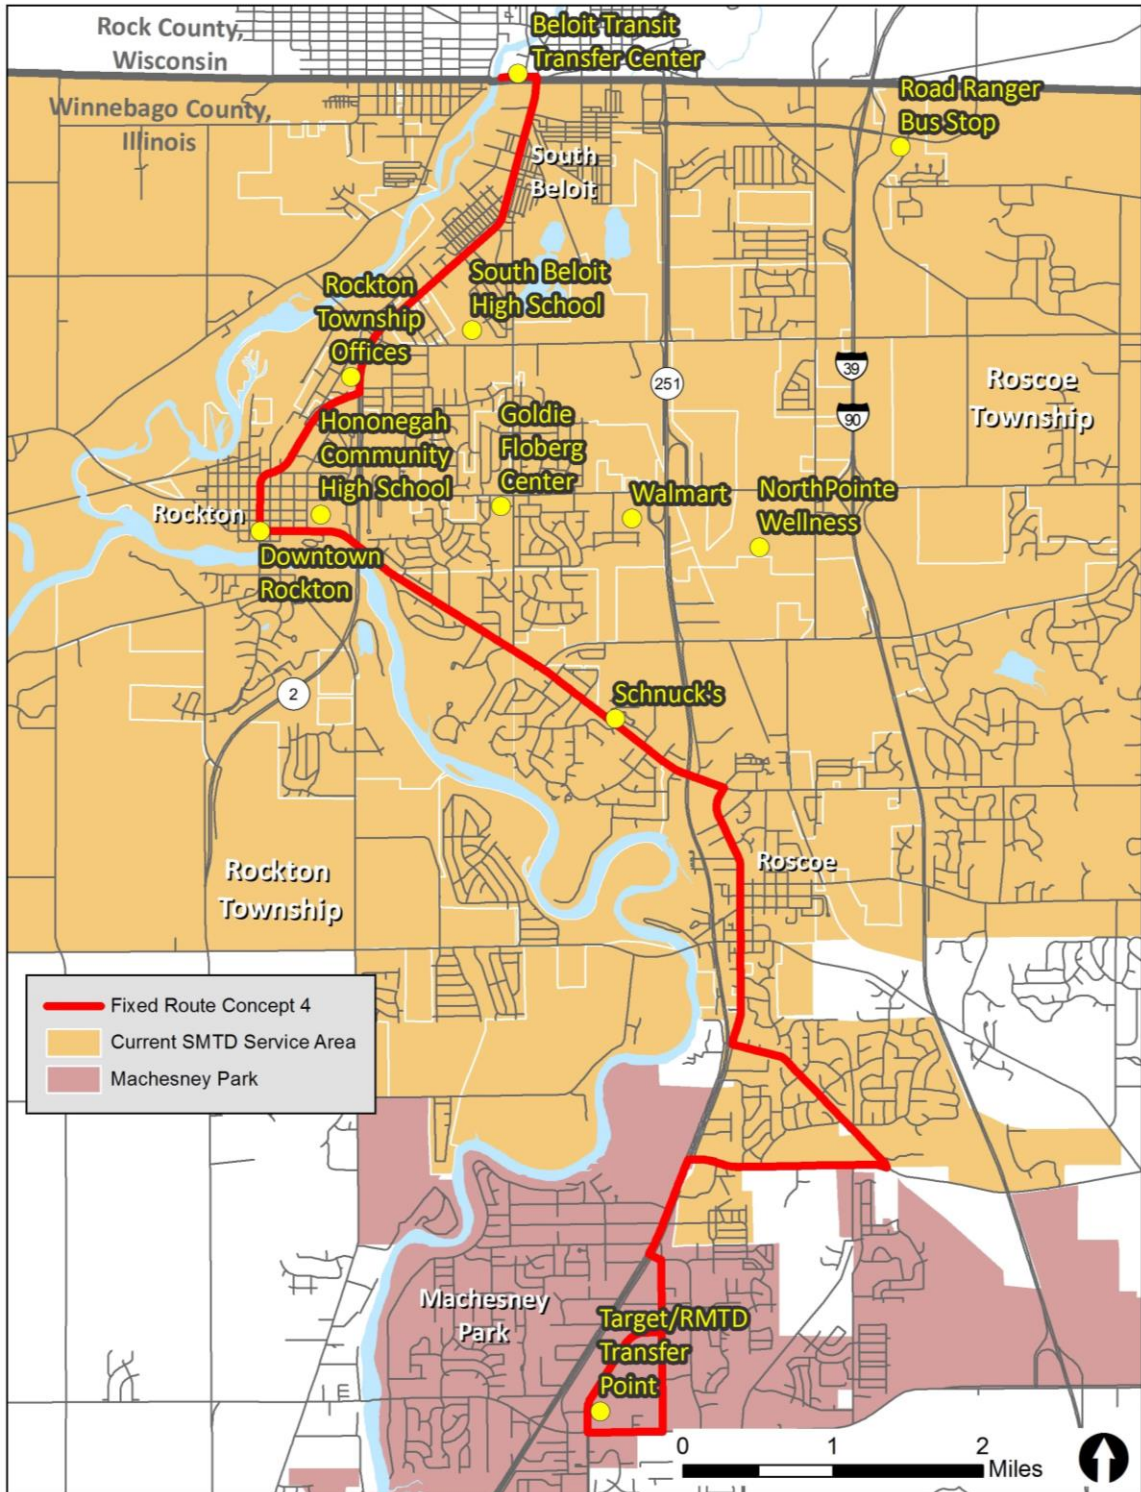 Rock County,
Wisconsin
Winnebago County,
Illinois
Beloit Transit
Transfer Center
Road Ranger
Bus Stop
South
Beloit
South Beloit
High School
Rockton
Township
Offices
39
90
251
Roscoe
Township
Hononegah
Community
High School
Goldie
Floberg
Center
Walmart
NorthPointe
Wellness
Rockton
Downtown
Rockton
2
Schnuck's
Rockton
Township
Roscoe
Fixed Route Concept 4
Current SMTD Service Area
Machesney Park
Machesney
Park
Target/RMTD
Transfer
Point
0 1 2
Miles